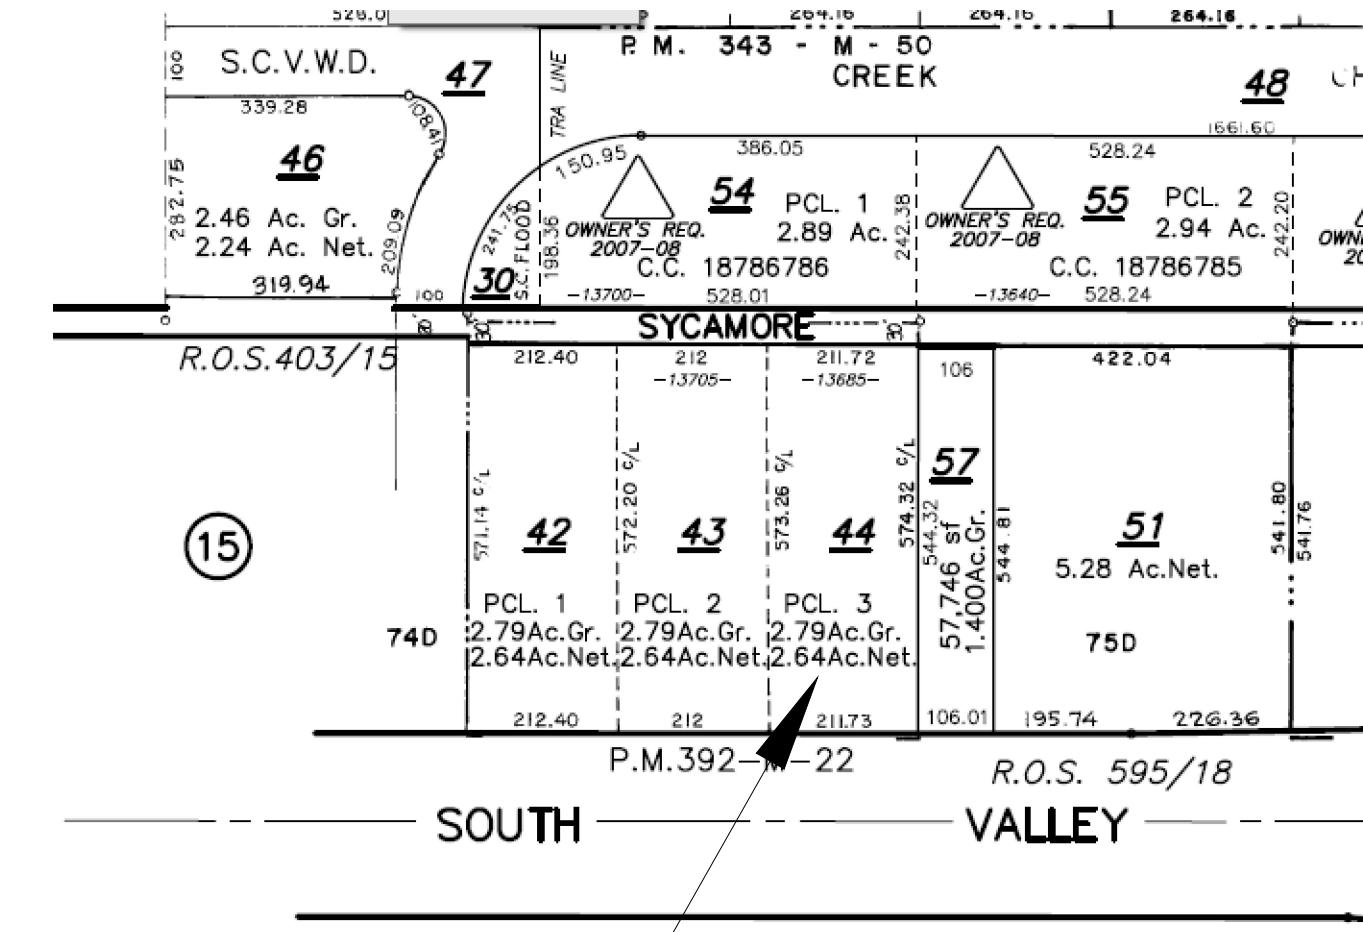 264.16
264.16
264.16
P. M. 343 - M - 50
CREEK
S.C.V.W.D.
100
47
TRA LINE
48
339.28
108.41
1661.60
46
282.75
2.46 Ac. Gr.
2.24 Ac. Net.
209.09
319.94
100
150.95
241.75
30
S.C.FLOOD
198.36
386.05
OWNER'S REQ.
2007-08
54
PCL. 1
2.89 Ac.
242.38
C.C. 18786786
-13700-
528.01
528.24
OWNER'S REQ.
2007-08
55
PCL. 2
2.94 Ac.
242.20
C.C. 18786785
-13640-
528.24
30'
SYCAMORE
30'
R.O.S.403/15
212.40
212
-13705-
211.72
-13685-
106
422.04
15
74D
571.14 C/L
42
PCL. 1
2.79Ac.Gr.
2.64Ac.Net.
212.40
572.20 C/L
43
PCL. 2
2.79Ac.Gr.
2.64Ac.Net.
212
573.26 C/L
44
PCL. 3
2.79Ac.Gr.
2.64Ac.Net.
211.73
574.32 C/L
544.32
57
57,746 sf
1.400Ac.Gr.
106.01
544.81
51
5.28 Ac.Net.
75D
541.80
541.76
195.74
226.36
P.M.392-M-22
R.O.S. 595/18
SOUTH VALLEY